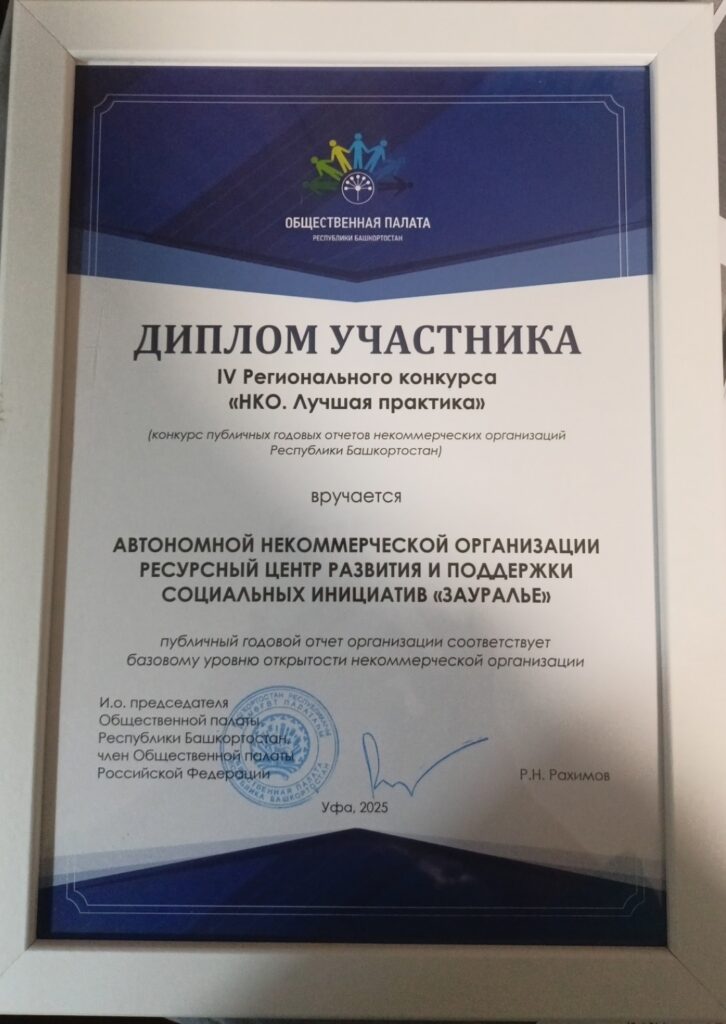 ОБЩЕСТВЕННАЯ ПАЛАТА
РЕСПУБЛИКИ БАШКОРТОСТАН
ДИПЛОМ УЧАСТНИКА
IV Регионального конкурса
«НКО. Лучшая практика»
(конкурс публичных годовых отчетов некоммерческих организаций
Республики Башкортостан)
вручается
АВТОНОМНОЙ НЕКОММЕРЧЕСКОЙ ОРГАНИЗАЦИИ
РЕСУРСНЫЙ ЦЕНТР РАЗВИТИЯ И ПОДДЕРЖКИ
СОЦИАЛЬНЫХ ИНИЦИАТИВ «ЗАУРАЛЬЕ»
публичный годовой отчет организации соответствует
базовому уровню открытости некоммерческой организации
И.о. председателя
Общественной палаты
Республики Башкортостан,
член Общественной палаты
Российской Федерации
Р.Н. Рахимов
Уфа, 2025